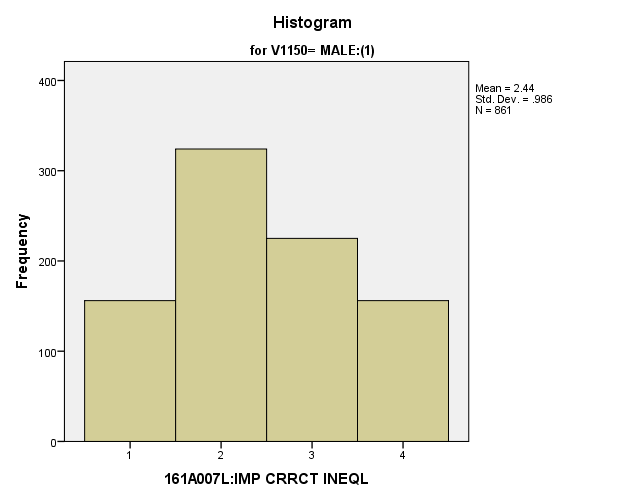 Histogram
for V1150= MALE:(1)
Mean = 2.44
Std. Dev. = .986
N = 861
400
300
200
100
0
Frequency
1 2 3 4
161A007L:IMP CRRCT INEQL